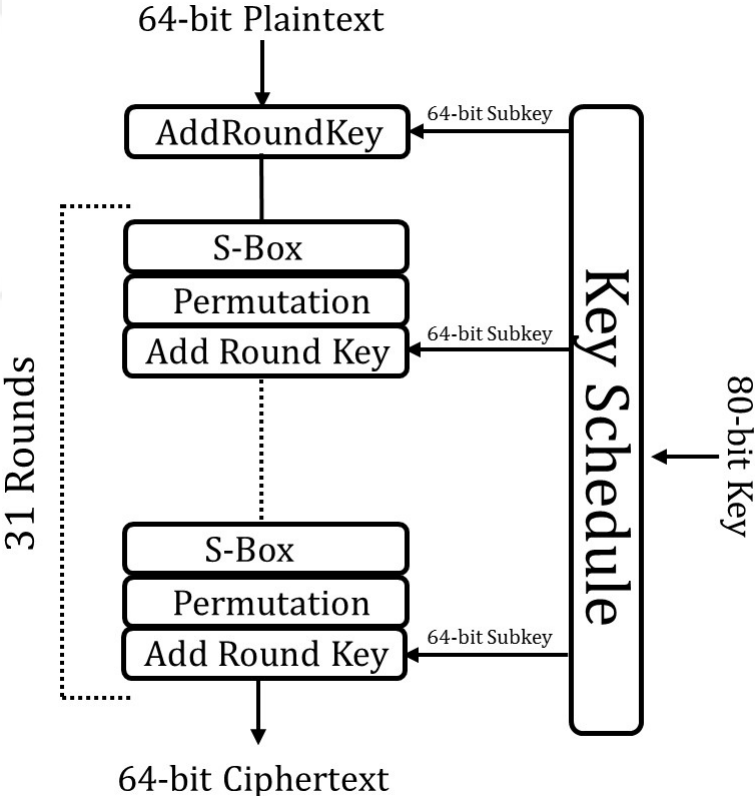 64-bit Plaintext
AddRoundKey
64-bit Subkey
S-Box
Permutation
Add Round Key
64-bit Subkey
31 Rounds
Key Schedule
80-bit Key
S-Box
Permutation
Add Round Key
64-bit Subkey
64-bit Ciphertext